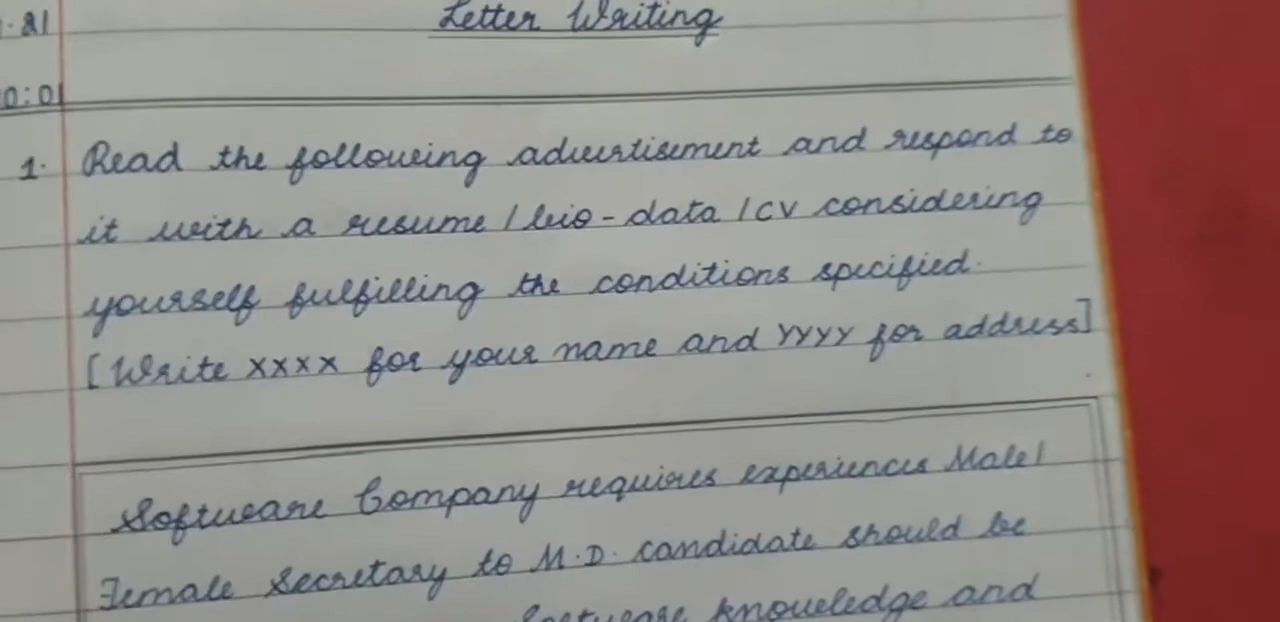 Letter Writing
1. Read the following advertisement and respond to
it with a resume / bio-data / CV considering
yourself fulfilling the conditions specified.
[Write xxxx for your name and YYYY for address]
Software Company requires experiences Male/
Female Secretary to M.D. candidate should be
Software knowledge and